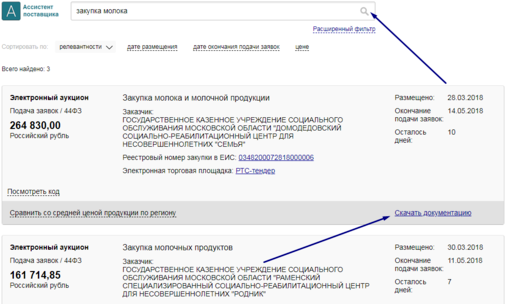 Ассистент
поставщика
закупка молока
Расширенный фильтр
Сортировать по: релевантности дате размещения дате окончания подачи заявок цене
Всего найдено: 3
Электронный аукцион
Подача заявок / 44ФЗ
264 830,00
Российский рубль
Закупка молока и молочной продукции
Заказчик:
ГОСУДАРСТВЕННОЕ КАЗЕННОЕ УЧРЕЖДЕНИЕ СОЦИАЛЬНОГО
ОБСЛУЖИВАНИЯ МОСКОВСКОЙ ОБЛАСТИ "ДОМОДЕДОВСКИЙ
СОЦИАЛЬНО-РЕАБИЛИТАЦИОННЫЙ ЦЕНТР ДЛЯ
НЕСОВЕРШЕННОЛЕТНИХ "СЕМЬЯ"
Реестровый номер закупки в ЕИС: 0348200072818000006
Электронная торговая площадка: РТС-тендер
Размещено: 28.03.2018
Окончание 14.05.2018
подачи заявок:
Осталось 10
дней:
Посмотреть код
Сравнить со средней ценой продукции по региону
Скачать документацию
Электронный аукцион
Подача заявок / 44ФЗ
161 714,85
Российский рубль
Закупка молочных продуктов
Заказчик:
ГОСУДАРСТВЕННОЕ КАЗЕННОЕ УЧРЕЖДЕНИЕ СОЦИАЛЬНОГО
ОБСЛУЖИВАНИЯ МОСКОВСКОЙ ОБЛАСТИ "РАМЕНСКИЙ
СПЕЦИАЛИЗИРОВАННЫЙ СОЦИАЛЬНО-РЕАБИЛИТАЦИОННЫЙ ЦЕНТР
ДЛЯ НЕСОВЕРШЕННОЛЕТНИХ "РОДНИК"
Размещено: 30.03.2018
Окончание 11.05.2018
подачи заявок:
Осталось 7
дней: